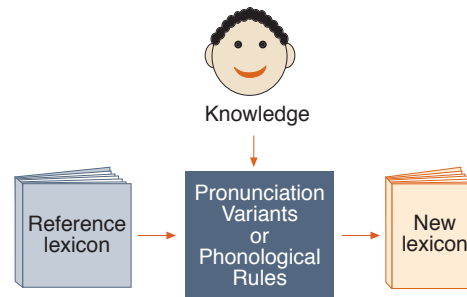 Knowledge
Reference
lexicon
Pronunciation
Variants
or
Phonological
Rules
New
lexicon